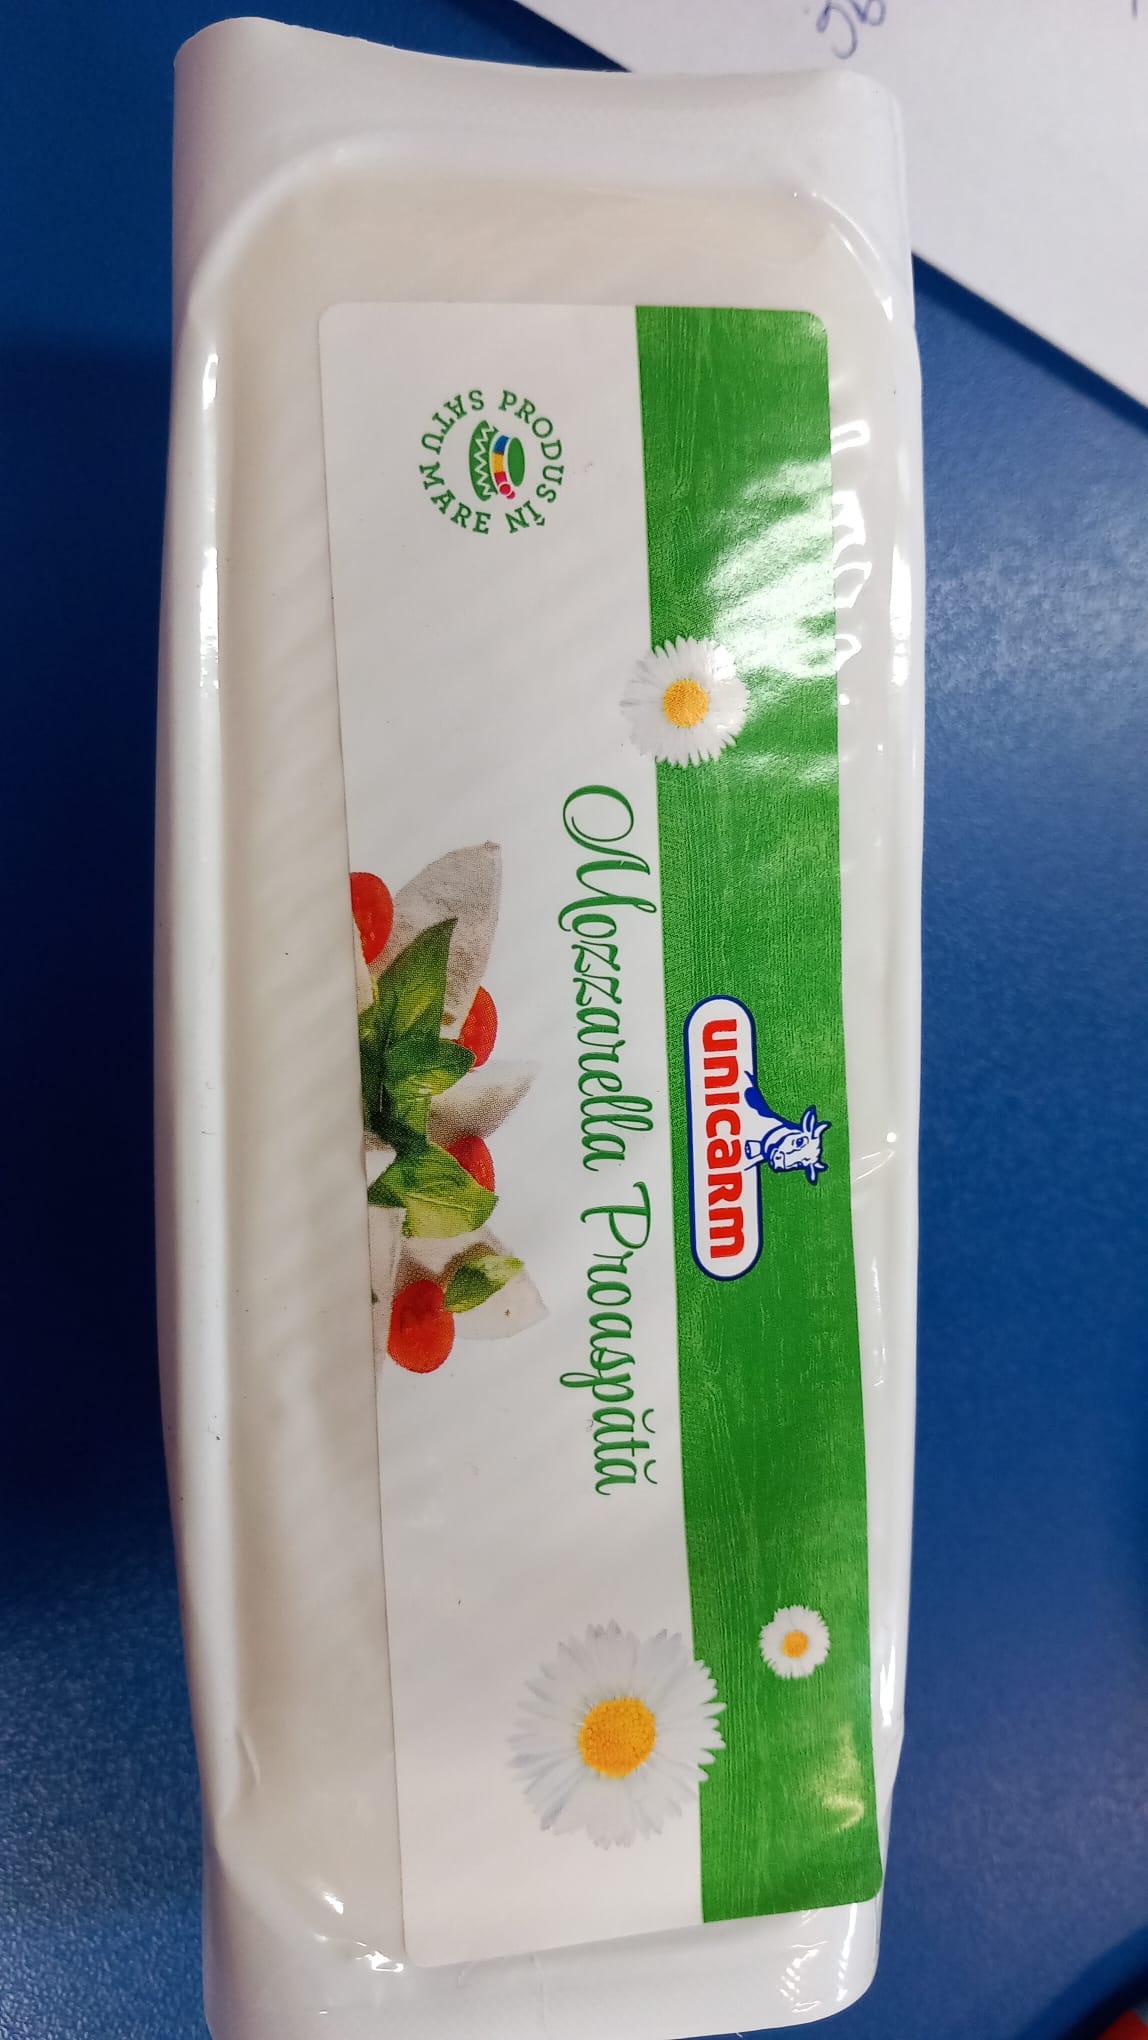 unicarm
Mozzarella Proaspătă
PRODUS ÎN
SATU MARE